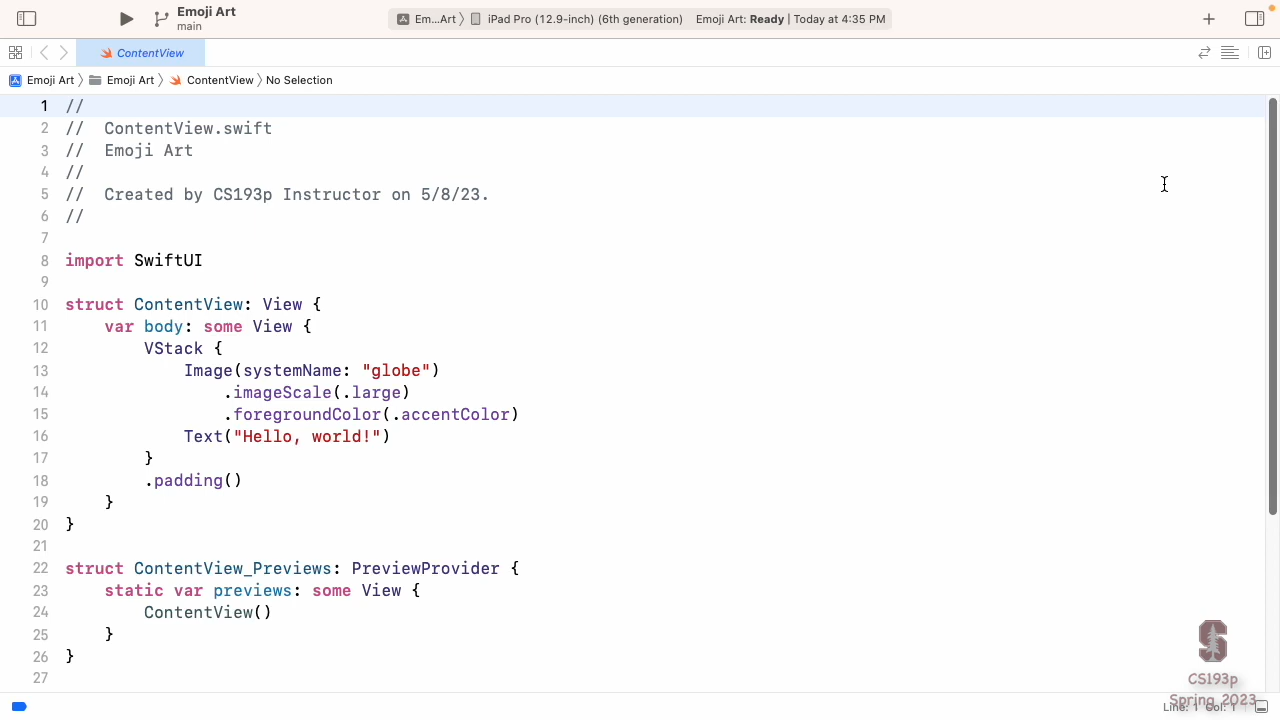 Emoji Art
main
Em...Art 〉 iPad Pro (12.9-inch) (6th generation) Emoji Art: Ready | Today at 4:35 PM
ContentView
Emoji Art 〉 Emoji Art 〉 ContentView 〉 No Selection
1 //
2 //  ContentView.swift
3 //  Emoji Art
4 //
5 //  Created by CS193p Instructor on 5/8/23.
6 //
7
8 import SwiftUI
9
10 struct ContentView: View {
11     var body: some View {
12         VStack {
13             Image(systemName: "globe")
14                 .imageScale(.large)
15                 .foregroundColor(.accentColor)
16             Text("Hello, world!")
17         }
18         .padding()
19     }
20 }
21
22 struct ContentView_Previews: PreviewProvider {
23     static var previews: some View {
24         ContentView()
25     }
26 }
27
S
CS193p
Spring 2023
Line: 1 Col: 1